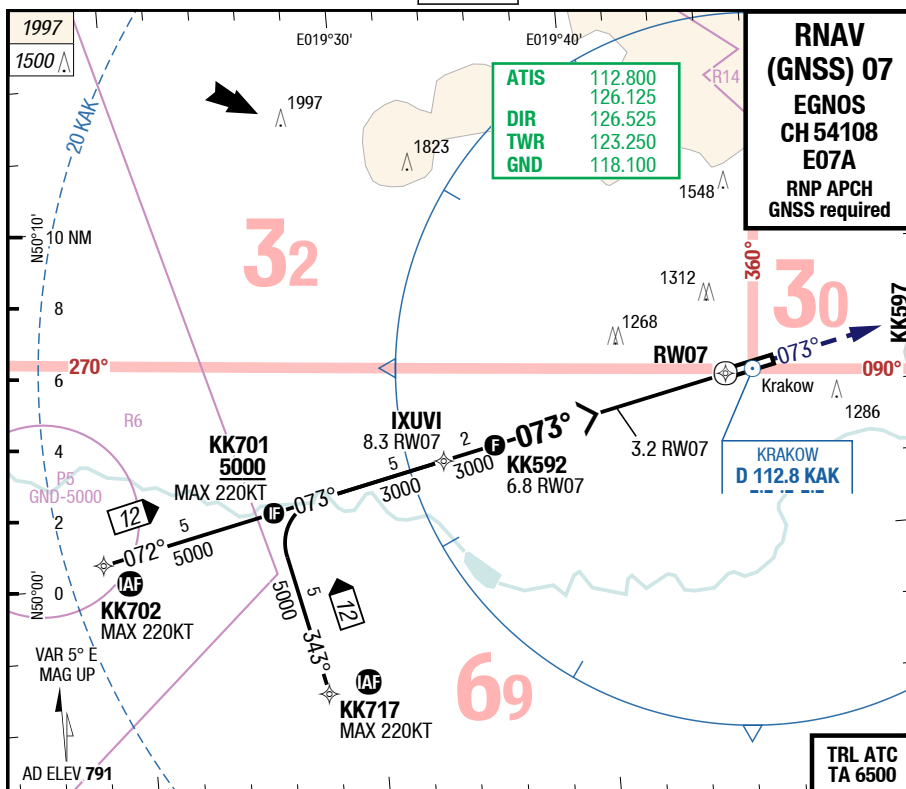 1997
1500
20 KAK
E019°30'
E019°40'
RNAV
(GNSS) 07
EGNOS
CH 54108
E07A
RNP APCH
GNSS required
ATIS 112.800
126.125
DIR 126.525
TWR 123.250
GND 118.100
R14
1997
1823
1548
N50°10'
10 NM
32
360°
30
KK597
1312
1268
8
270°
RW07
073°
090°
6
Krakow
1286
R6
IXUVI
8.3 RW07
2
3000
F
073°
KK592
6.8 RW07
3.2 RW07
KRAKOW
D 112.8 KAK
4
KK701
5000
MAX 220KT
5
3000
P5
GND-5000
IF
073°
2
12
5
072°
5000
N50°00'
0
IAF
KK702
MAX 220KT
5
5000
12
343°
IAF
KK717
MAX 220KT
69
VAR 5° E
MAG UP
AD ELEV 791
TRL ATC
TA 6500